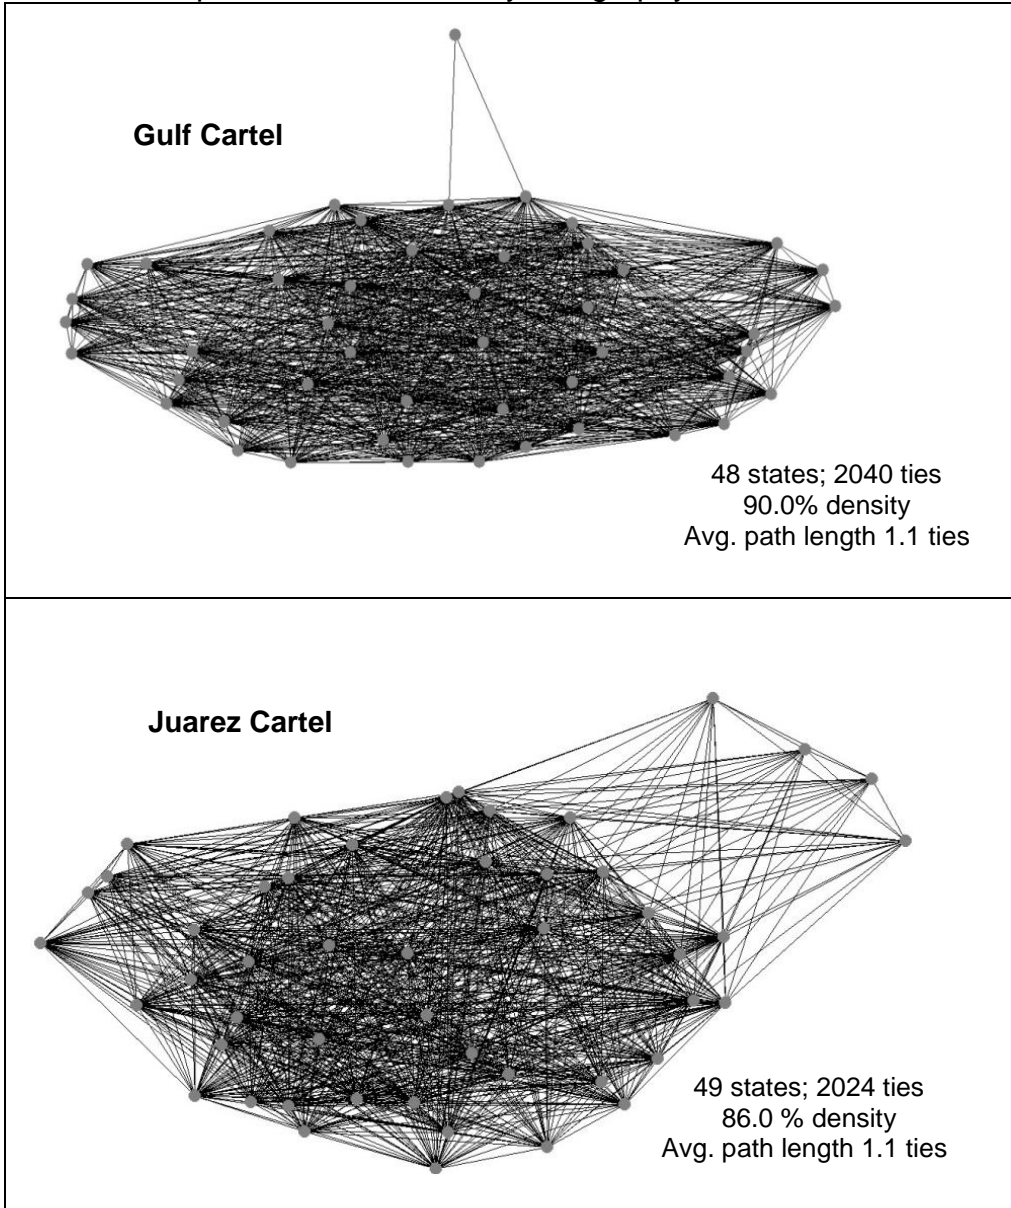 Gulf Cartel
48 states; 2040 ties
90.0% density
Avg. path length 1.1 ties
Juarez Cartel
49 states; 2024 ties
86.0 % density
Avg. path length 1.1 ties